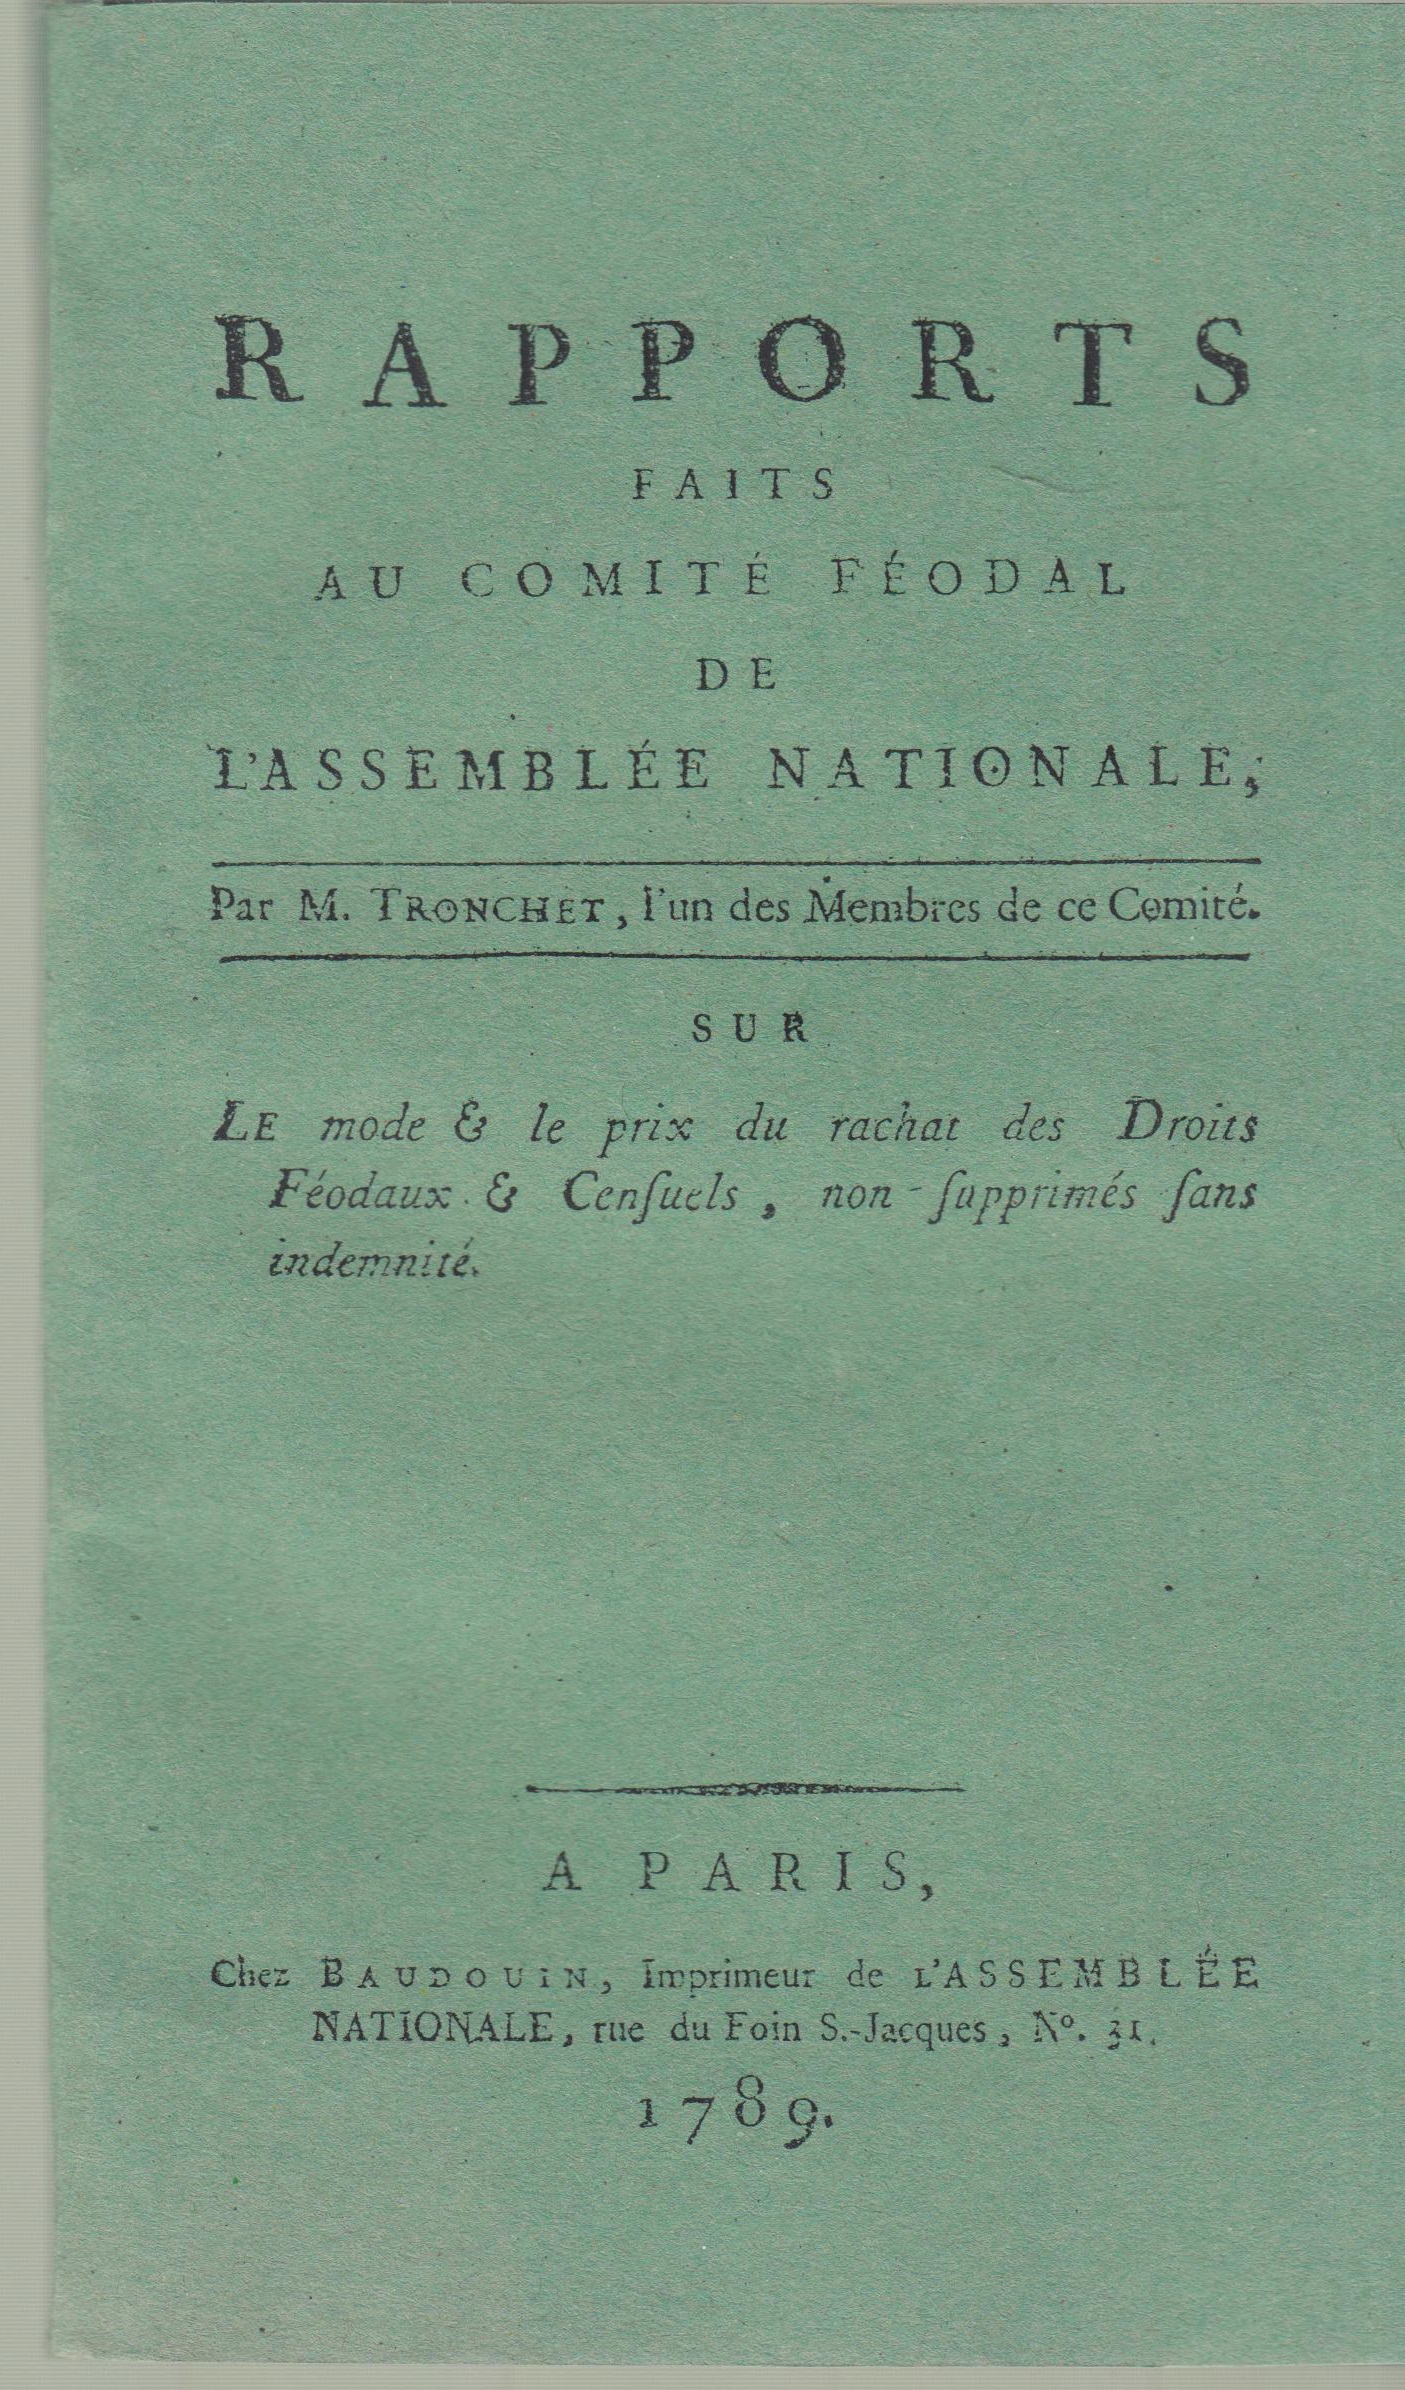 RAPPORTS
FAITS
AU COMITÉ FÉODAL
DE
L'ASSEMBLÉE NATIONALE,
Par M. TRONCHET, l'un des Membres de ce Comité.
SUR
LE mode & le prix du rachat des Droits
Féodaux & Cenſuels, non-ſupprimés ſans
indemnité.
A PARIS,
Chez BAUDOUIN, Imprimeur de L'ASSEMBLÉE
NATIONALE, rue du Foin S.-Jacques, Nº. 31.
1789.